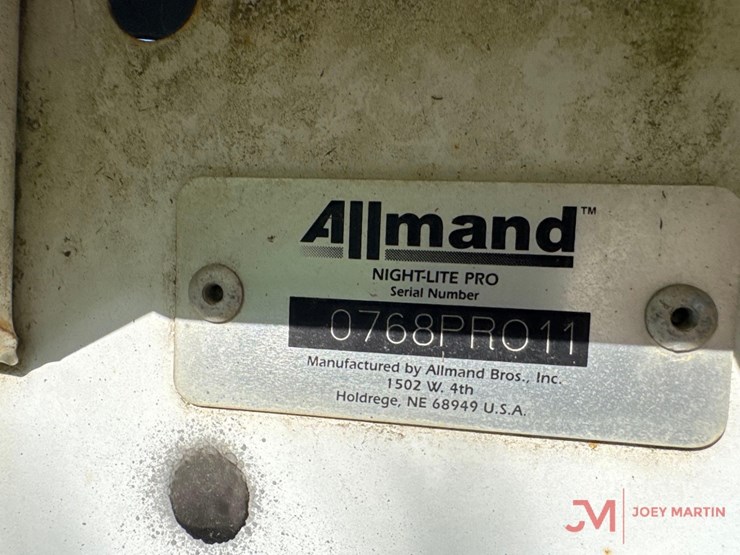 Allmand™
NIGHT-LITE PRO
Serial Number
0768PRO11
Manufactured by Allmand Bros., Inc.
1502 W. 4th
Holdrege, NE 68949 U.S.A.
JM JOEY MARTIN